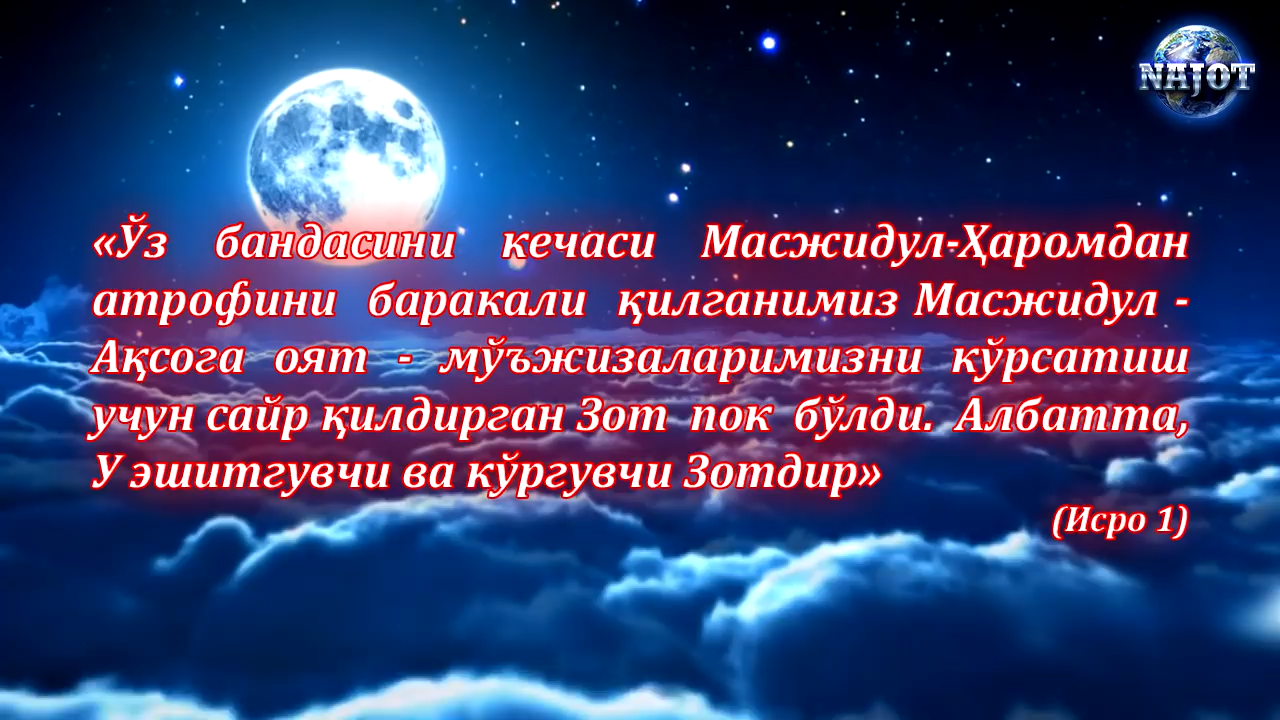 NAJOT
«Ўз бандасини кечаси Масжидул-Ҳаромдан
атрофини баракали қилганимиз Масжидул -
Ақсога оят - мўъжизаларимизни кўрсатиш
учун сайр қилдирган Зот пок бўлди. Албатта,
У эшитгувчи ва кўргувчи Зотдир»
(Исро 1)